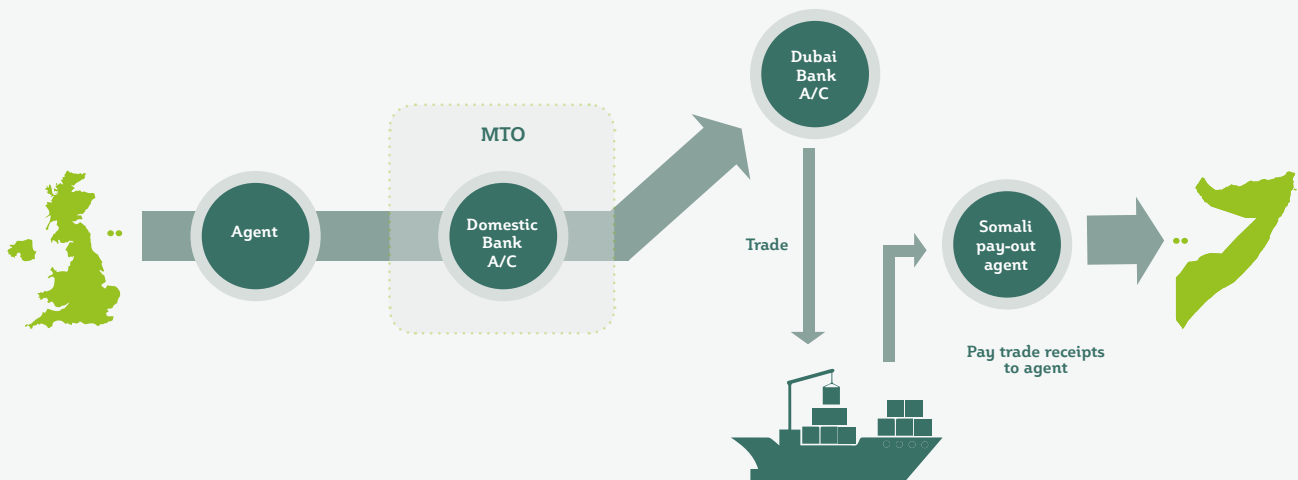 Dubai
Bank
A/C
MTO
Agent
Domestic
Bank
A/C
Trade
Somali
pay-out
agent
Pay trade receipts
to agent